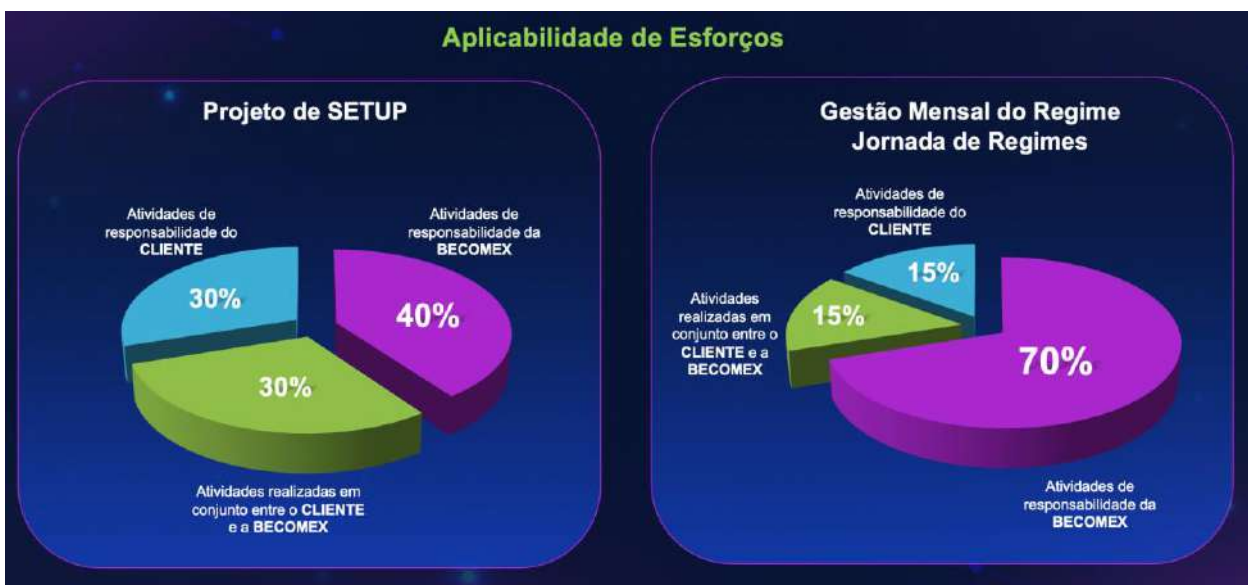 Aplicabilidade de Esforços
Projeto de SETUP
Atividades de
responsabilidade do
CLIENTE
Atividades de
responsabilidade da
BECOMEX
30%
40%
30%
Atividades realizadas em
conjunto entre o CLIENTE
e a BECOMEX
Gestão Mensal do Regime
Jornada de Regimes
Atividades de
responsabilidade do
CLIENTE
15%
Atividades
realizadas em
conjunto entre o
CLIENTE e a
BECOMEX
15%
70%
Atividades de
responsabilidade da
BECOMEX